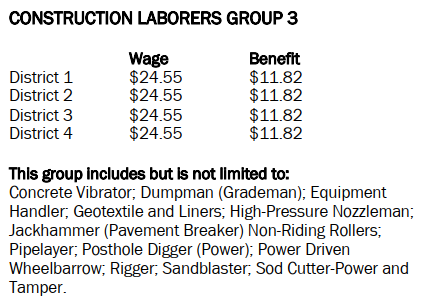 CONSTRUCTION LABORERS GROUP 3
Wage Benefit
District 1 $24.55 $11.82
District 2 $24.55 $11.82
District 3 $24.55 $11.82
District 4 $24.55 $11.82
This group includes but is not limited to:
Concrete Vibrator; Dumpman (Grademan); Equipment
Handler; Geotextile and Liners; High-Pressure Nozzleman;
Jackhammer (Pavement Breaker) Non-Riding Rollers;
Pipelayer; Posthole Digger (Power); Power Driven
Wheelbarrow; Rigger; Sandblaster; Sod Cutter-Power and
Tamper.